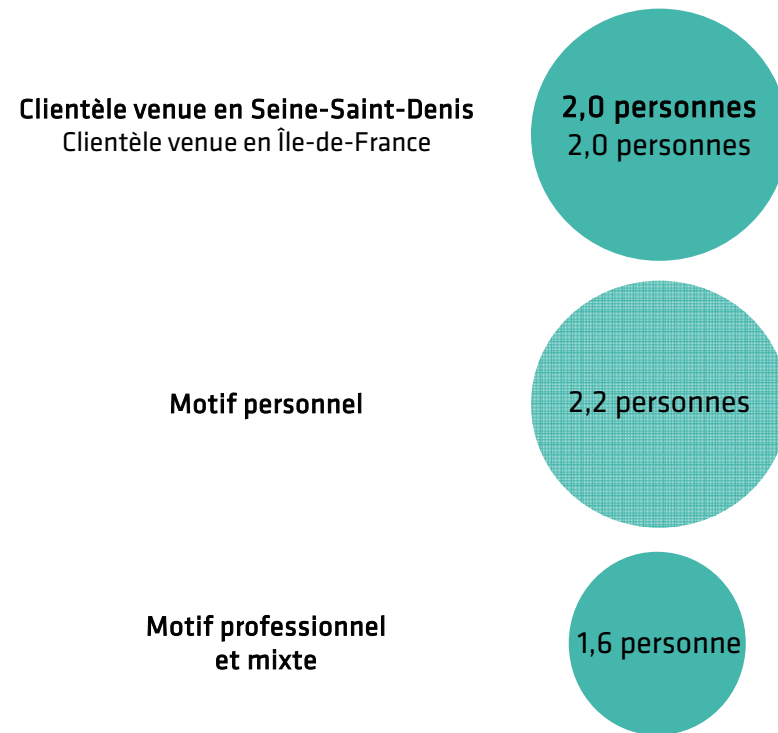 Clientèle venue en Seine-Saint-Denis
Clientèle venue en Île-de-France
2,0 personnes
2,0 personnes
Motif personnel
2,2 personnes
Motif professionnel
et mixte
1,6 personne